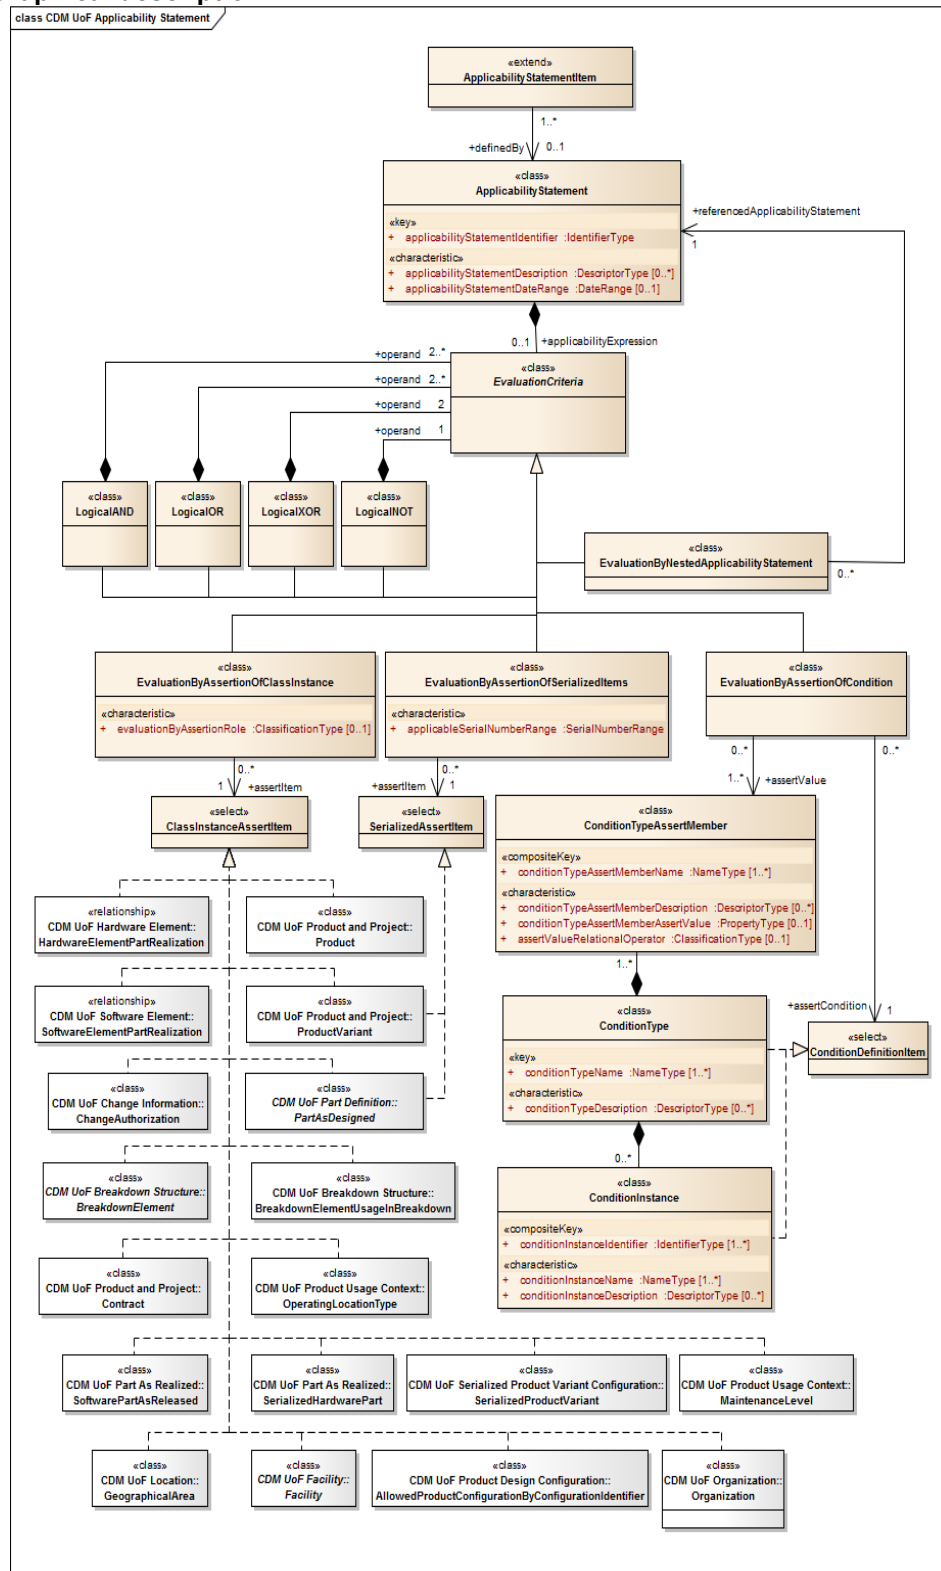 class CDM UoF Applicability Statement
«extend»
ApplicabilityStatementItem
1..*
+definedBy
0..1
«class»
ApplicabilityStatement
«key»
+ applicabilityStatementIdentifier :IdentifierType
«characteristic»
+ applicabilityStatementDescription :DescriptorType [0..*]
+ applicabilityStatementDateRange :DateRange [0..1]
+referencedApplicabilityStatement
1
0..1
+applicabilityExpression
+operand 2..*
+operand 2..*
+operand 2
+operand 1
«class»
EvaluationCriteria
«class»
LogicalAND
«class»
LogicalOR
«class»
LogicalXOR
«class»
LogicalNOT
«class»
EvaluationByNestedApplicabilityStatement
0..*
«class»
EvaluationByAssertionOfClassInstance
«characteristic»
+ evaluationByAssertionRole :ClassificationType [0..1]
«class»
EvaluationByAssertionOfSerializedItems
«characteristic»
+ applicableSerialNumberRange :SerialNumberRange
«class»
EvaluationByAssertionOfCondition
0..*
1 +assertItem
0..*
+assertItem 1
0..*
0..*
1..* +assertValue
«select»
ClassInstanceAssertItem
«select»
SerializedAssertItem
«class»
ConditionTypeAssertMember
«compositeKey»
+ conditionTypeAssertMemberName :NameType [1..*]
«characteristic»
+ conditionTypeAssertMemberDescription :DescriptorType [0..*]
+ conditionTypeAssertMemberAssertValue :PropertyType [0..1]
+ assertValueRelationalOperator :ClassificationType [0..1]
1..*
«relationship»
CDM UoF Hardware Element::
HardwareElementPartRealization
«class»
CDM UoF Product and Project::
Product
«relationship»
CDM UoF Software Element::
SoftwareElementPartRealization
«class»
CDM UoF Product and Project::
ProductVariant
«class»
ConditionType
«key»
+ conditionTypeName :NameType [1..*]
«characteristic»
+ conditionTypeDescription :DescriptorType [0..*]
+assertCondition
1
«select»
ConditionDefinitionItem
«class»
CDM UoF Change Information::
ChangeAuthorization
«class»
CDM UoF Part Definition::
PartAsDesigned
0..*
«class»
CDM UoF Breakdown Structure::
BreakdownElement
«class»
CDM UoF Breakdown Structure::
BreakdownElementUsageInBreakdown
«class»
ConditionInstance
«compositeKey»
+ conditionInstanceIdentifier :IdentifierType [1..*]
«characteristic»
+ conditionInstanceName :NameType [1..*]
+ conditionInstanceDescription :DescriptorType [0..*]
«class»
CDM UoF Product and Project::
Contract
«class»
CDM UoF Product Usage Context::
OperatingLocationType
«class»
CDM UoF Part As Realized::
SoftwarePartAsReleased
«class»
CDM UoF Part As Realized::
SerializedHardwarePart
«class»
CDM UoF Serialized Product Variant Configuration::
SerializedProductVariant
«class»
CDM UoF Product Usage Context::
MaintenanceLevel
«class»
CDM UoF Location::
GeographicalArea
«class»
CDM UoF Facility::
Facility
«class»
CDM UoF Product Design Configuration::
AllowedProductConfigurationByConfigurationIdentifier
«class»
CDM UoF Organization::
Organization